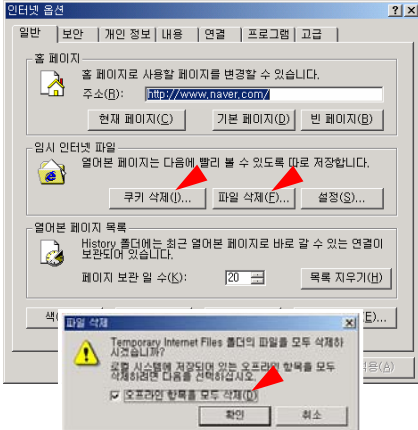 인터넷 옵션
일반 보안 개인 정보 내용 연결 프로그램 고급
홈 페이지
홈 페이지로 사용할 페이지를 변경할 수 있습니다.
주소(R): http://www.naver.com/
현재 페이지(C) 기본 페이지(D) 빈 페이지(B)
임시 인터넷 파일
열어본 페이지는 다음에 빨리 볼 수 있도록 따로 저장합니다.
쿠키 삭제(I)... 파일 삭제(F)... 설정(S)...
열어본 페이지 목록
History 폴더에는 최근 열어본 페이지로 바로 갈 수 있는 연결이
보관되어 있습니다.
페이지 보관 일 수(K): 20 목록 지우기(H)
색( E)...
파일 삭제
Temporary Internet Files 폴더의 파일을 모두 삭제하
시겠습니까?
로컬 시스템에 저장되어 있는 오프라인 항목을 모두
삭제하려면 다음을 선택하십시오.
오프라인 항목을 모두 삭제(D)
용(A)
확인 취소